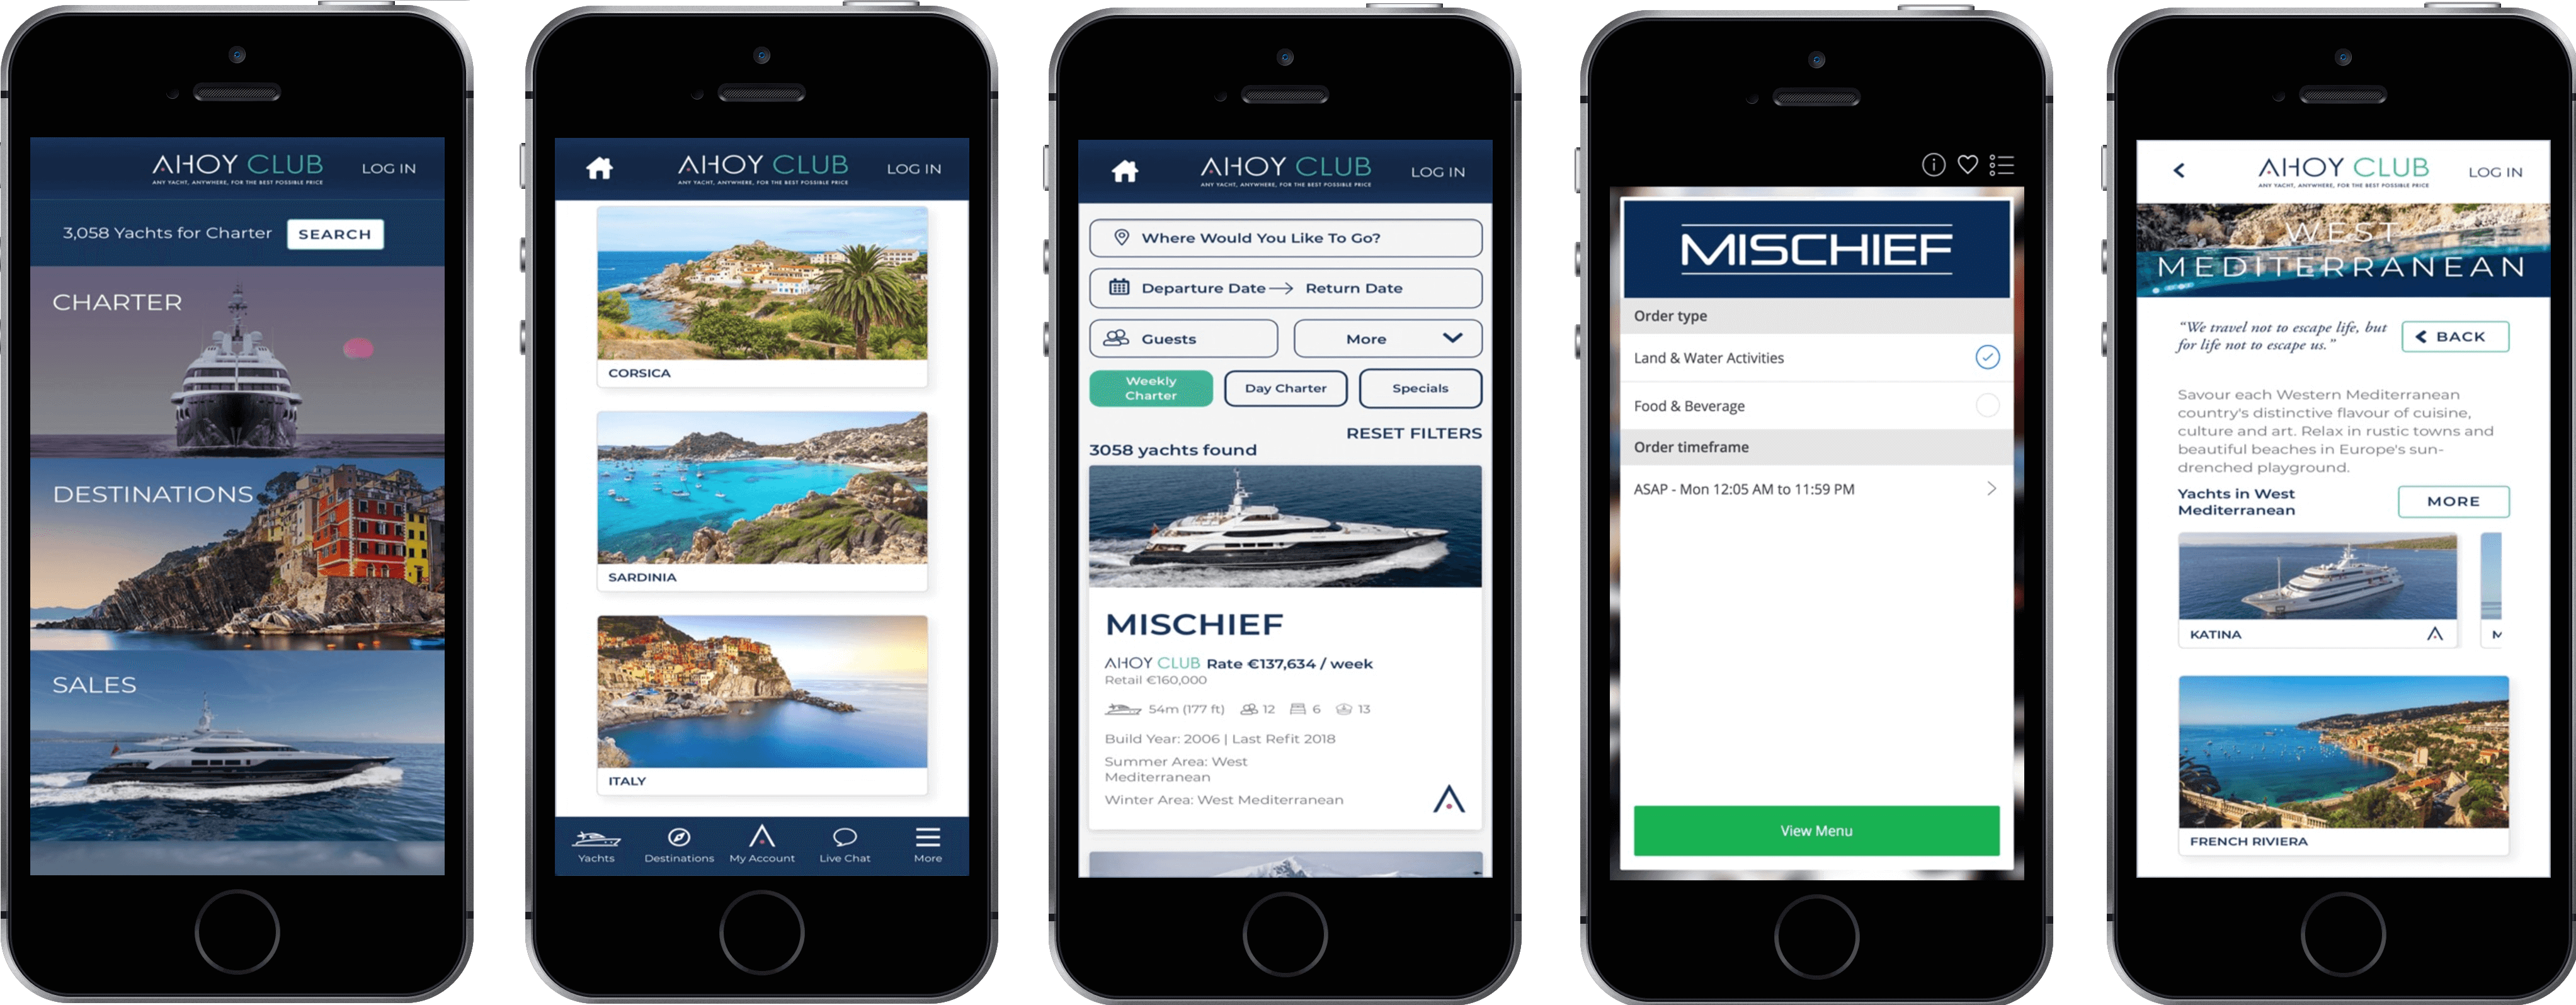 AHOY CLUB
ANY YACHT, ANYWHERE, FOR THE BEST POSSIBLE PRICE
LOG IN
3,058 Yachts for Charter
SEARCH
CHARTER
DESTINATIONS
SALES
AHOY CLUB
ANY YACHT, ANYWHERE, FOR THE BEST POSSIBLE PRICE
LOG IN
CORSICA
SARDINIA
ITALY
Yachts
Destinations
My Account
Live Chat
More
AHOY CLUB
ANY YACHT, ANYWHERE, FOR THE BEST POSSIBLE PRICE
LOG IN
Where Would You Like To Go?
Departure Date → Return Date
Guests
More
Weekly
Charter
Day Charter
Specials
RESET FILTERS
3058 yachts found
MISCHIEF
AHOY CLUB Rate €137,634 / week
Retail €160,000
54m (177 ft) 12 6 13
Build Year: 2006 | Last Refit 2018
Summer Area: West
Mediterranean
Winter Area: West Mediterranean
MISCHIEF
Order type
Land & Water Activities
Food & Beverage
Order timeframe
ASAP - Mon 12:05 AM to 11:59 PM
View Menu
AHOY CLUB
ANY YACHT, ANYWHERE, FOR THE BEST POSSIBLE PRICE
LOG IN
WEST
MEDITERRANEAN
“We travel not to escape life, but
for life not to escape us.”
BACK
Savour each Western Mediterranean
country's distinctive flavour of cuisine,
culture and art. Relax in rustic towns and
beautiful beaches in Europe's sun-
drenched playground.
Yachts in West
Mediterranean
MORE
KATINA
M
FRENCH RIVIERA